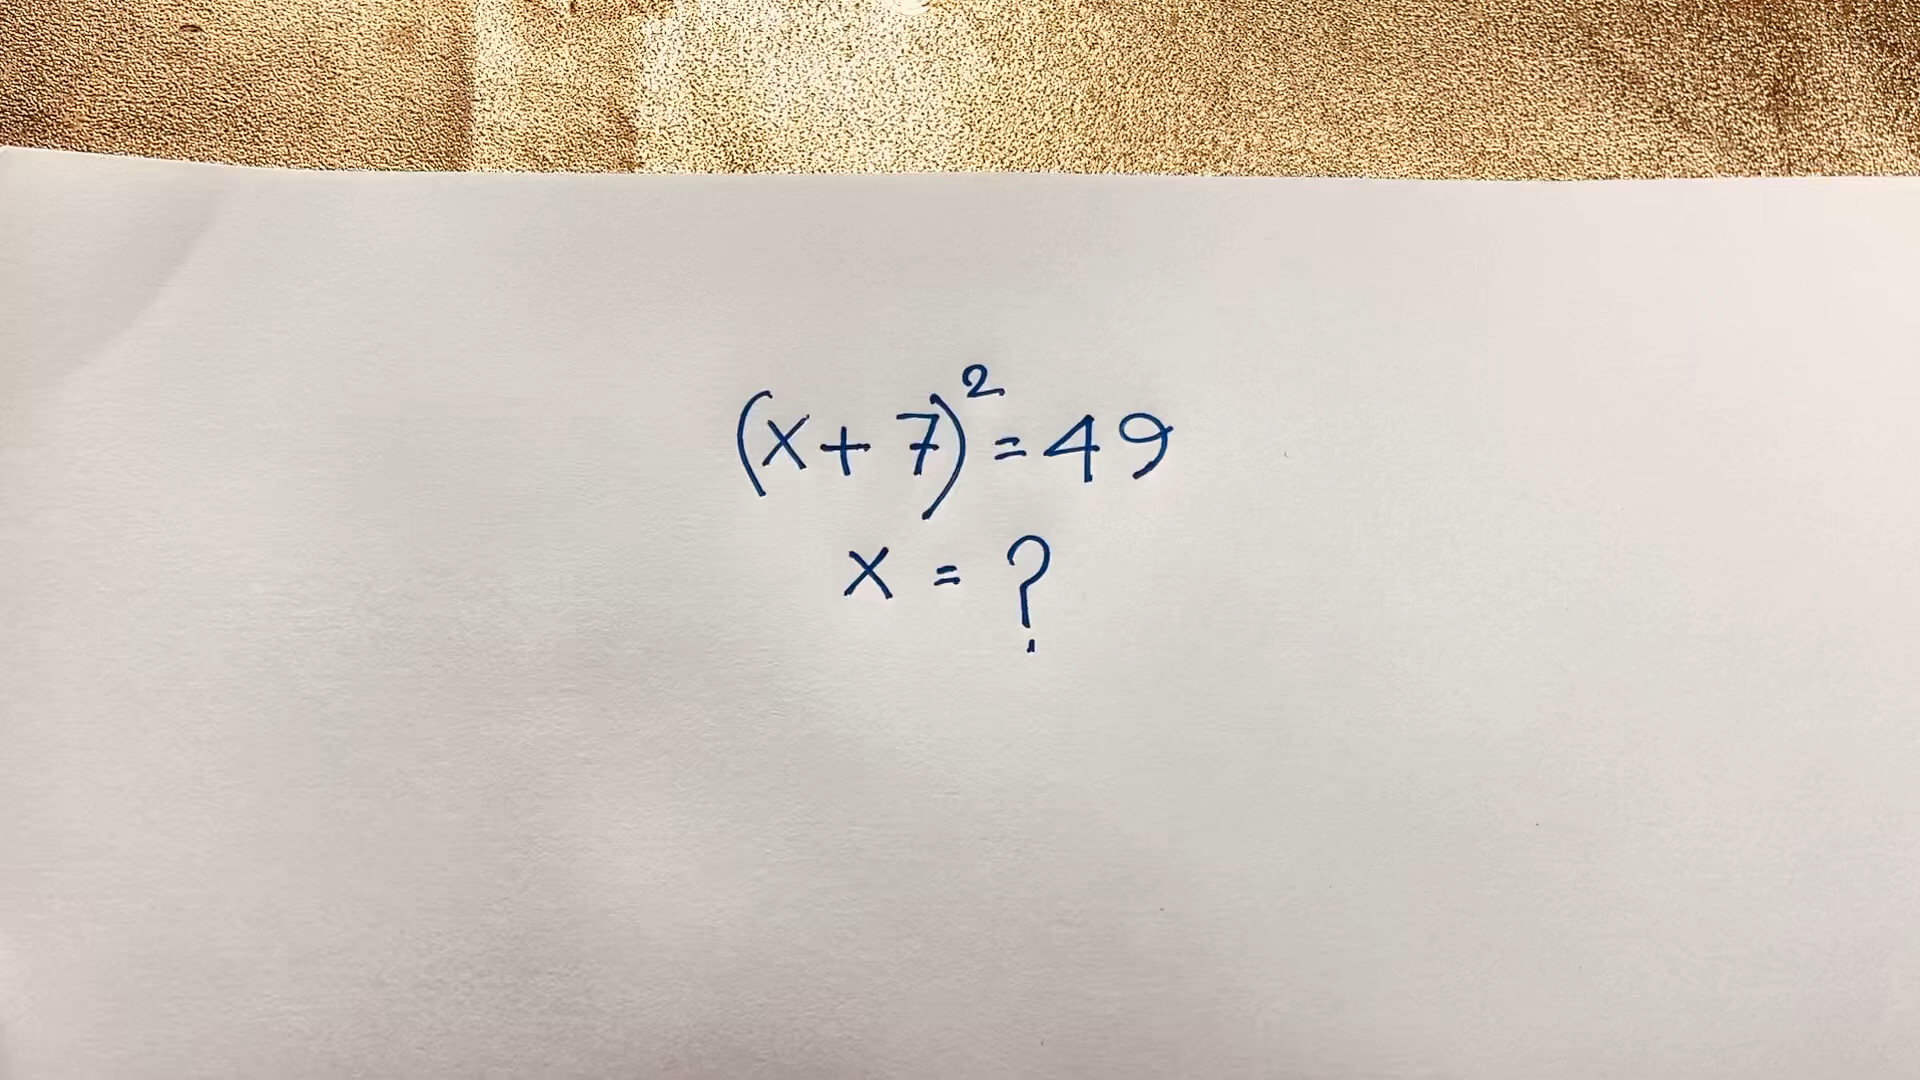 (x + 7)² = 49
x = ?